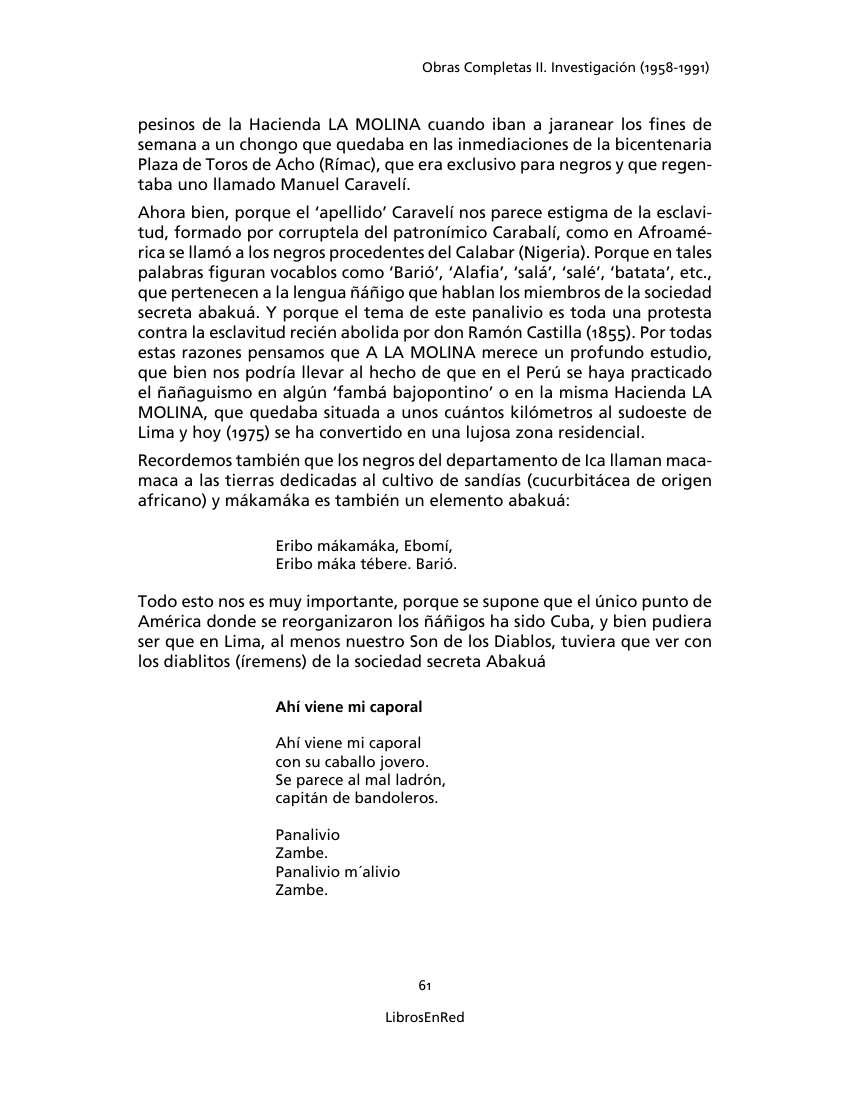 Obras Completas II. Investigación (1958-1991)
pesinos de la Hacienda LA MOLINA cuando iban a jaranear los fines de
semana a un chongo que quedaba en las inmediaciones de la bicentenaria
Plaza de Toros de Acho (Rímac), que era exclusivo para negros y que regen-
taba uno llamado Manuel Caravelí.
Ahora bien, porque el ‘apellido’ Caravelí nos parece estigma de la esclavi-
tud, formado por corruptela del patronímico Carabalí, como en Afroamé-
rica se llamó a los negros procedentes del Calabar (Nigeria). Porque en tales
palabras figuran vocablos como ‘Barió’, ‘Alafia’, ‘salá’, ‘salé’, ‘batata’, etc.,
que pertenecen a la lengua ñáñigo que hablan los miembros de la sociedad
secreta abakuá. Y porque el tema de este panalivio es toda una protesta
contra la esclavitud recién abolida por don Ramón Castilla (1855). Por todas
estas razones pensamos que A LA MOLINA merece un profundo estudio,
que bien nos podría llevar al hecho de que en el Perú se haya practicado
el ñañaguismo en algún ‘fambá bajopontino’ o en la misma Hacienda LA
MOLINA, que quedaba situada a unos cuántos kilómetros al sudoeste de
Lima y hoy (1975) se ha convertido en una lujosa zona residencial.
Recordemos también que los negros del departamento de Ica llaman maca-
maca a las tierras dedicadas al cultivo de sandías (cucurbitácea de origen
africano) y mákamáka es también un elemento abakuá:
Eribo mákamáka, Ebomí,
Eribo máka tébere. Barió.
Todo esto nos es muy importante, porque se supone que el único punto de
América donde se reorganizaron los ñáñigos ha sido Cuba, y bien pudiera
ser que en Lima, al menos nuestro Son de los Diablos, tuviera que ver con
los diablitos (íremens) de la sociedad secreta Abakuá
Ahí viene mi caporal
Ahí viene mi caporal
con su caballo jovero.
Se parece al mal ladrón,
capitán de bandoleros.
Panalivio
Zambe.
Panalivio m´alivio
Zambe.
61
LibrosEnRed